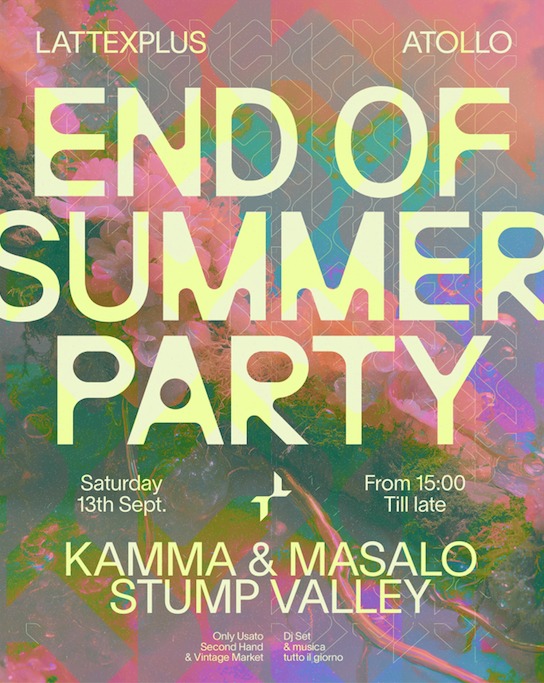 LATTEXPLUS
ATOLLO
END OF
SUMMER
PARTY
Saturday
13th Sept.
From 15:00
Till late
KAMMA & MASALO
STUMP VALLEY
Only Usato
Second Hand
& Vintage Market
Dj Set
& musica
tutto il giorno